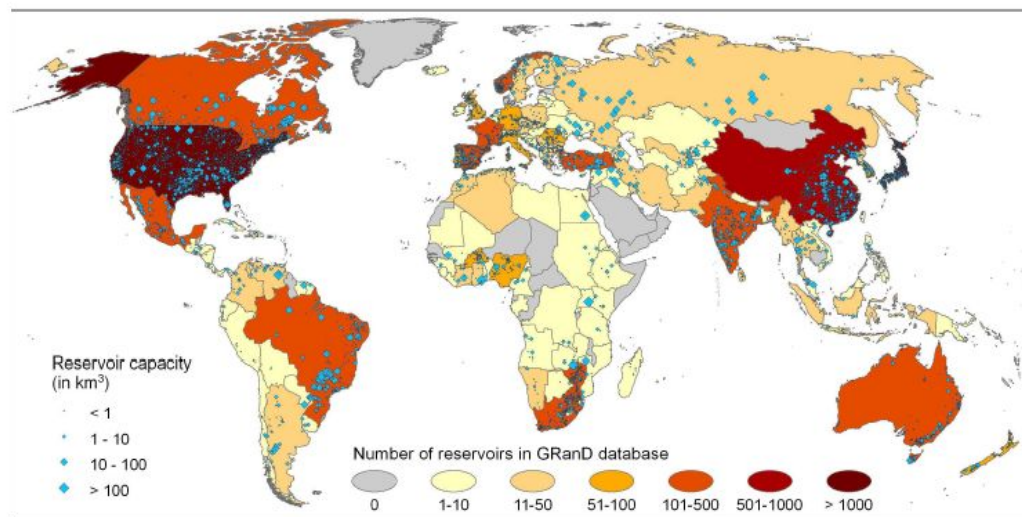 Reservoir capacity
(in km³)
< 1
1 - 10
10 - 100
> 100
Number of reservoirs in GRanD database
0 1-10 11-50 51-100 101-500 501-1000 > 1000